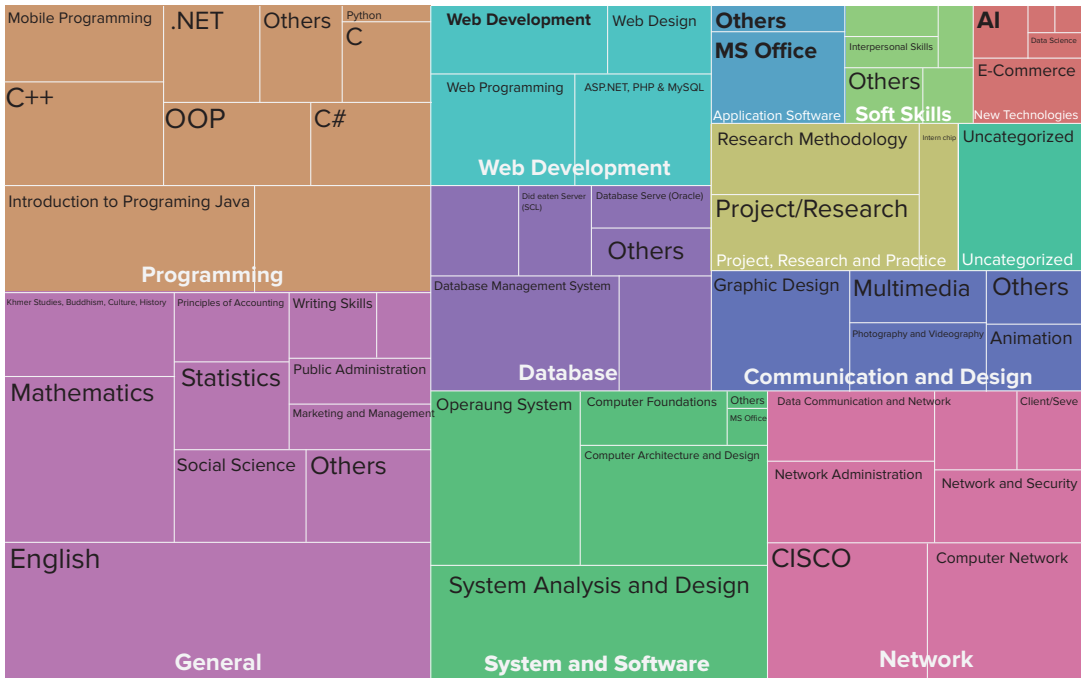 Mobile Programming
.NET
Others
Python
C
C++
OOP
C#
Introduction to Programing Java
Programming
Web Development
Web Design
Web Programming
ASP.NET, PHP & MySQL
Web Development
Others
MS Office
Application Software
Interpersonal Skills
Others
Soft Skills
AI
Data Science
E-Commerce
New Technologies
Research Methodology
Intern chip
Project/Research
Project, Research and Practice
Uncategorized
Uncategorized
Did eaten Server
(SCL)
Database Serve (Oracle)
Others
Database Management System
Database
Graphic Design
Multimedia
Others
Photography and Videography
Animation
Communication and Design
Khmer Studies, Buddhism, Culture, History
Principles of Accounting
Writing Skills
Public Administration
Mathematics
Statistics
Marketing and Management
Social Science
Others
English
General
Operaung System
Computer Foundations
Others
MS Office
Computer Architecture and Design
System Analysis and Design
System and Software
Data Communication and Network
Client/Seve
Network Administration
Network and Security
CISCO
Computer Network
Network